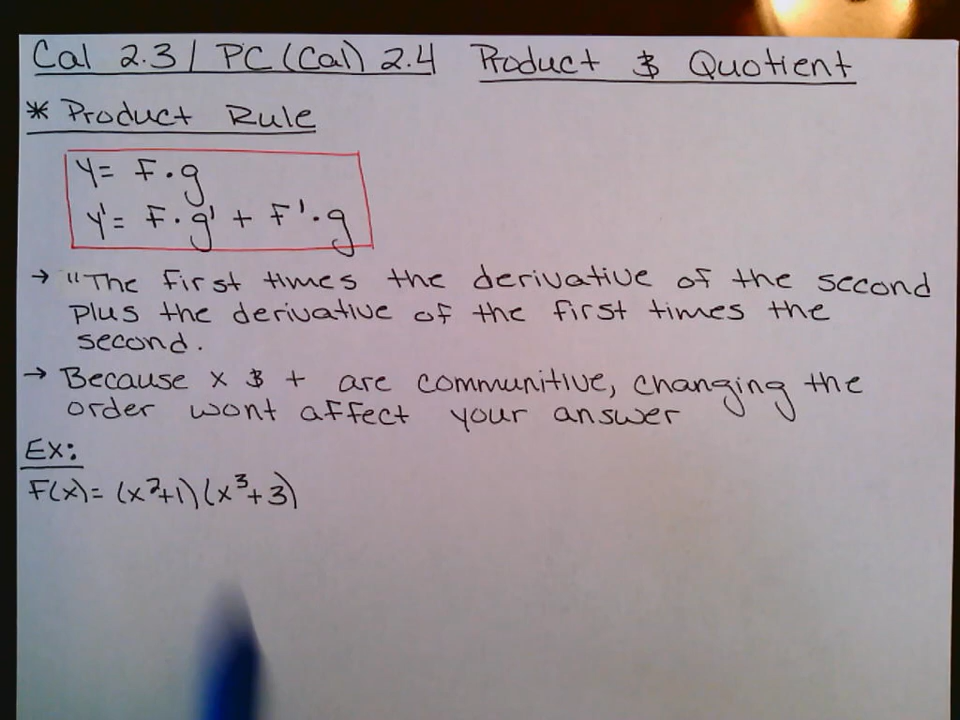 Cal 2.3 / PC (Cal) 2.4 Product & Quotient
* Product Rule
y = F · g
y' = F · g' + F' · g
→ "The first times the derivative of the second
plus the derivative of the first times the
second.
→ Because x & + are communitive, changing the
order wont affect your answer
Ex:
F(x) = (x²+1)(x³+3)